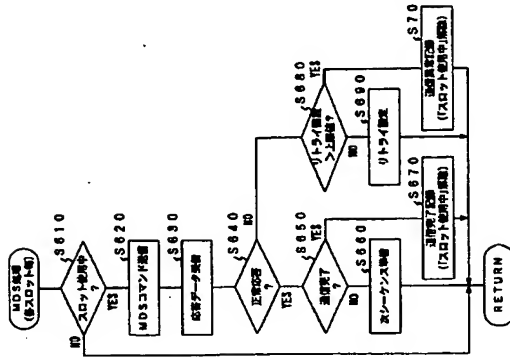 MDS処理
(各スロット毎)
S610
スロット使用中
?
NO
YES
S620
MDSコマンド送信
S630
応答データ受信
S640
正常応答
?
NO
YES
S650
通信完了
?
YES
NO
S660
次シーケンス準備
S670
通信完了記録
(「スロット使用中」解除)
S680
リトライ回数
>上限値?
YES
NO
S690
リトライ設定
S70
通信異常記録
(「スロット使用中」解除)
RETURN